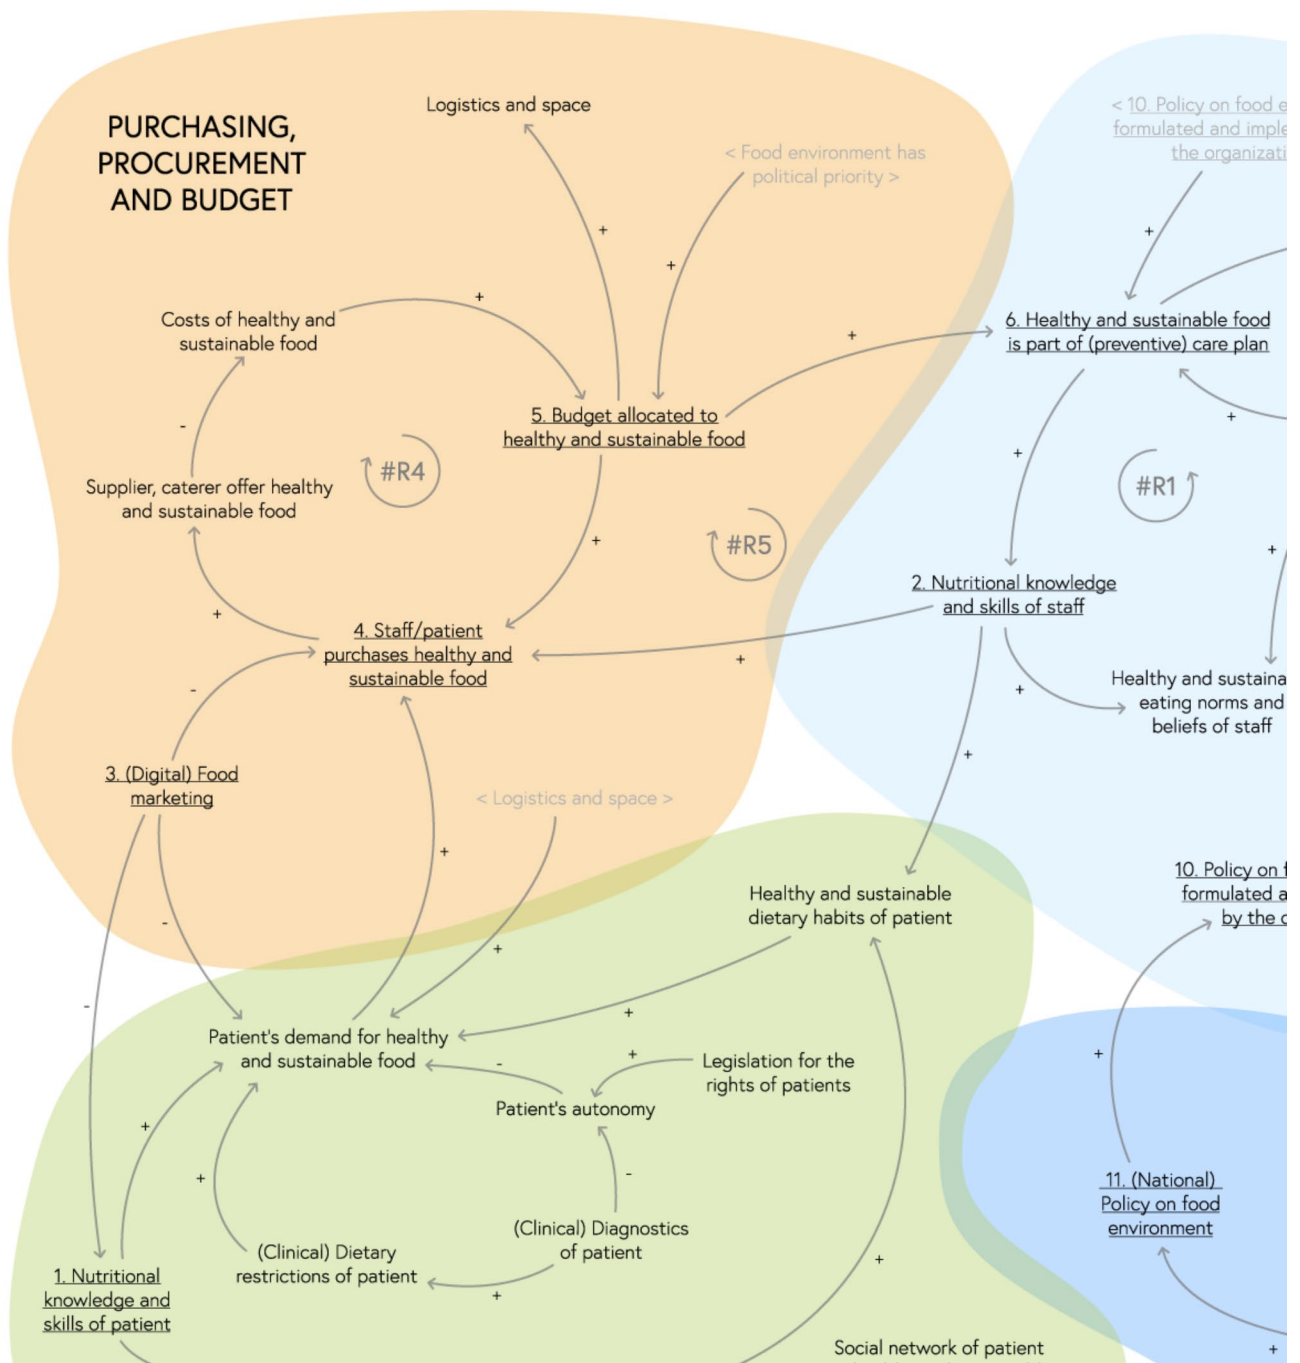 PURCHASING,
PROCUREMENT
AND BUDGET
Logistics and space
< Food environment has
political priority >
< 10. Policy on food
formulated and
the
+
+
+
+
Costs of healthy and
sustainable food
6. Healthy and sustainable food
is part of (preventive) care plan
+
-
5. Budget allocated to
healthy and sustainable food
+
+
#R4
#R1
Supplier, caterer offer healthy
and sustainable food
+
#R5
+
2. Nutritional knowledge
and skills of staff
+
4. Staff/patient
purchases healthy and
sustainable food
+
-
+
Healthy and
eating norms and
beliefs of staff
+
3. (Digital) Food
marketing
< Logistics and space >
+
-
10. Policy on
formulated
by the
Healthy and sustainable
dietary habits of patient
+
-
+
Patient's demand for healthy
and sustainable food
-
+
Legislation for the
rights of patients
+
Patient's autonomy
+
+
-
11. (National)
Policy on food
environment
(Clinical) Diagnostics
of patient
(Clinical) Dietary
restrictions of patient
+
+
1. Nutritional
knowledge and
skills of patient
Social network of patient
+